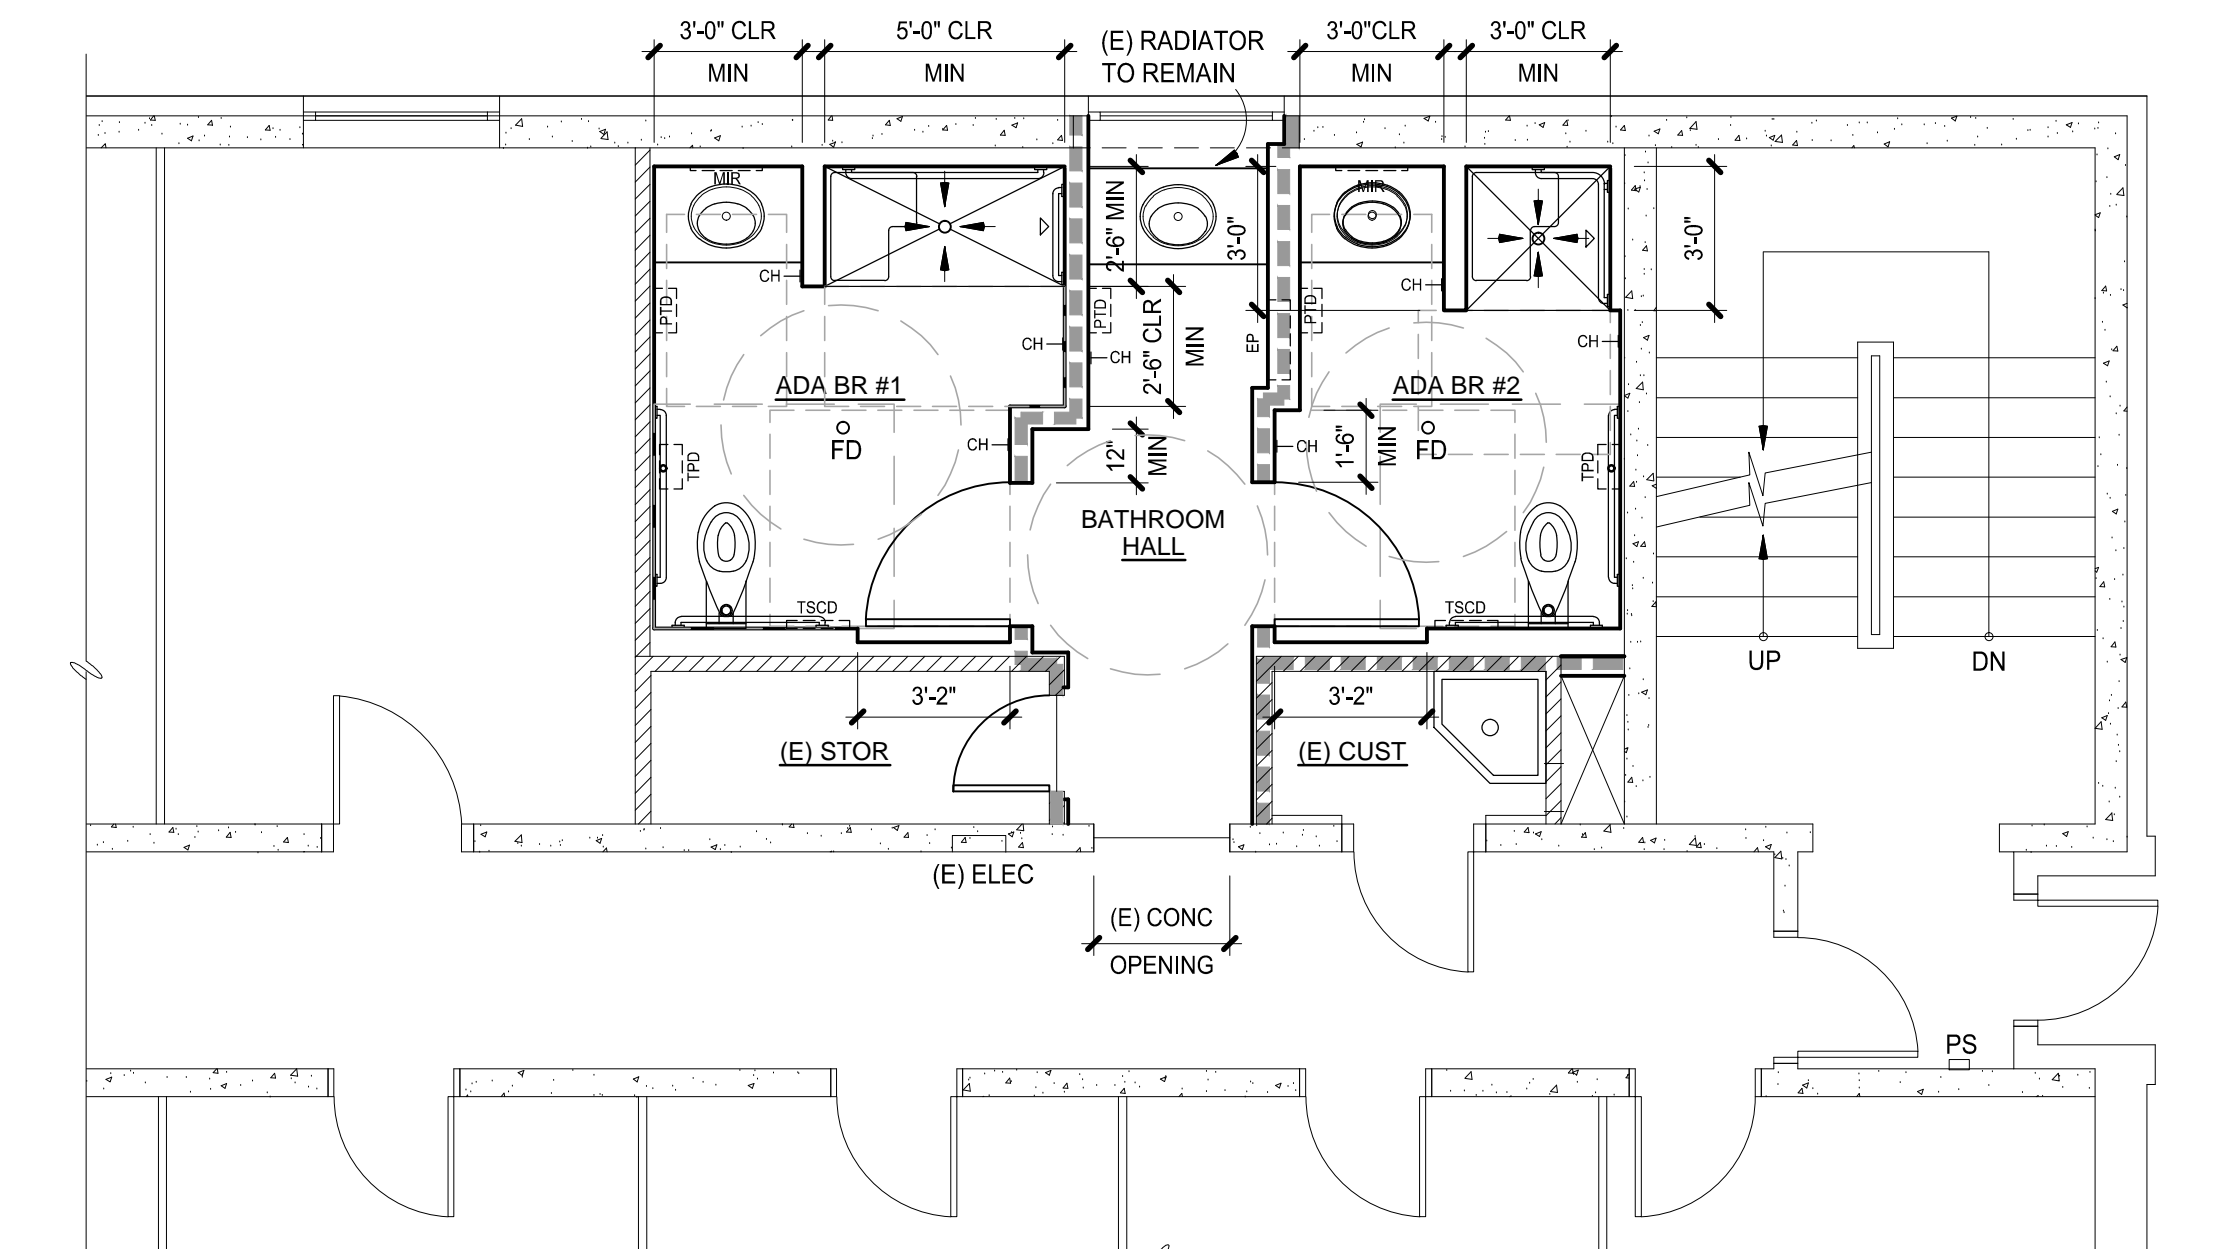 3'-0" CLR
MIN
5'-0" CLR
MIN
(E) RADIATOR
TO REMAIN
3'-0"CLR
MIN
3'-0" CLR
MIN
MIR
MIR
2'-6" MIN
3'-0"
3'-0"
CH
CH
PTD
PTD
PTD
2'-6" CLR
MIN
EP
CH
CH
CH
ADA BR #1
ADA BR #2
FD
FD
CH
CH
12"
MIN
1'-6"
MIN
TPD
TPD
BATHROOM
HALL
TSCD
TSCD
UP
DN
3'-2"
3'-2"
(E) STOR
(E) CUST
(E) ELEC
(E) CONC
OPENING
PS